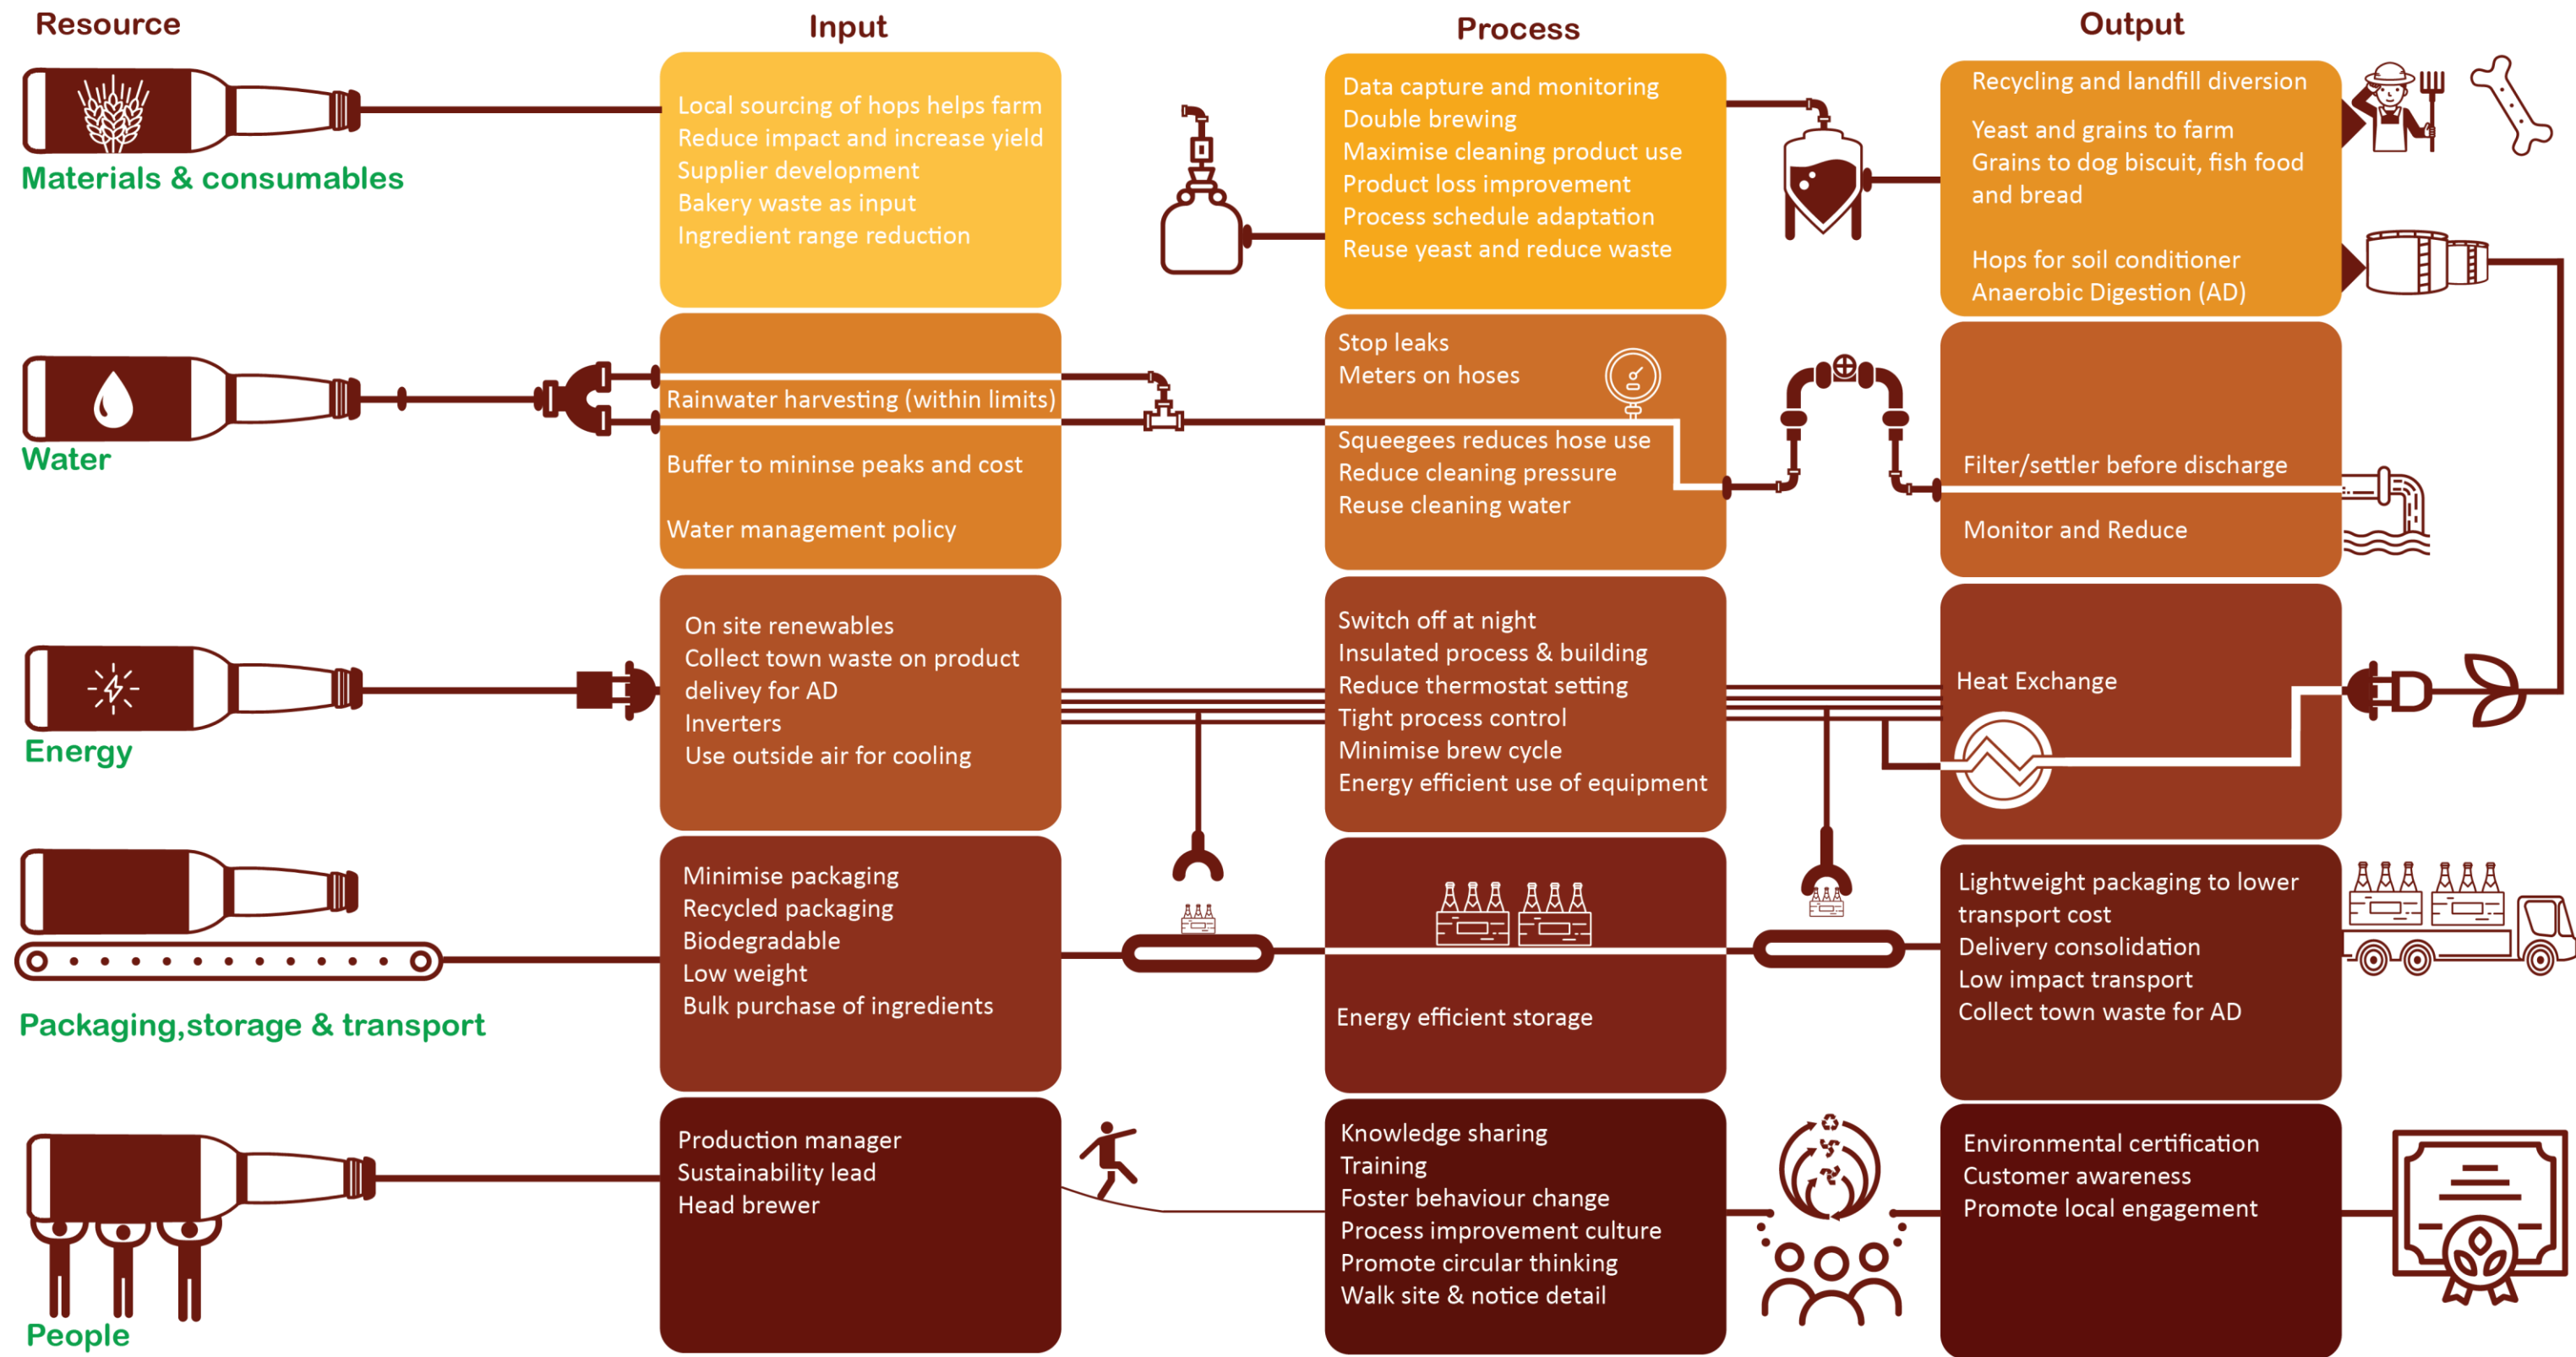 Resource
Input
Process
Output
Materials & consumables
Local sourcing of hops helps farm
Reduce impact and increase yield
Supplier development
Bakery waste as input
Ingredient range reduction
Data capture and monitoring
Double brewing
Maximise cleaning product use
Product loss improvement
Process schedule adaptation
Reuse yeast and reduce waste
Recycling and landfill diversion
Yeast and grains to farm
Grains to dog biscuit, fish food
and bread
Hops for soil conditioner
Anaerobic Digestion (AD)
Water
Rainwater harvesting (within limits)
Buffer to mininse peaks and cost
Water management policy
Stop leaks
Meters on hoses
Squeegees reduces hose use
Reduce cleaning pressure
Reuse cleaning water
Filter/settler before discharge
Monitor and Reduce
Energy
On site renewables
Collect town waste on product
delivey for AD
Inverters
Use outside air for cooling
Switch off at night
Insulated process & building
Reduce thermostat setting
Tight process control
Minimise brew cycle
Energy efficient use of equipment
Heat Exchange
Packaging,storage & transport
Minimise packaging
Recycled packaging
Biodegradable
Low weight
Bulk purchase of ingredients
Energy efficient storage
Lightweight packaging to lower
transport cost
Delivery consolidation
Low impact transport
Collect town waste for AD
People
Production manager
Sustainability lead
Head brewer
Knowledge sharing
Training
Foster behaviour change
Process improvement culture
Promote circular thinking
Walk site & notice detail
Environmental certification
Customer awareness
Promote local engagement